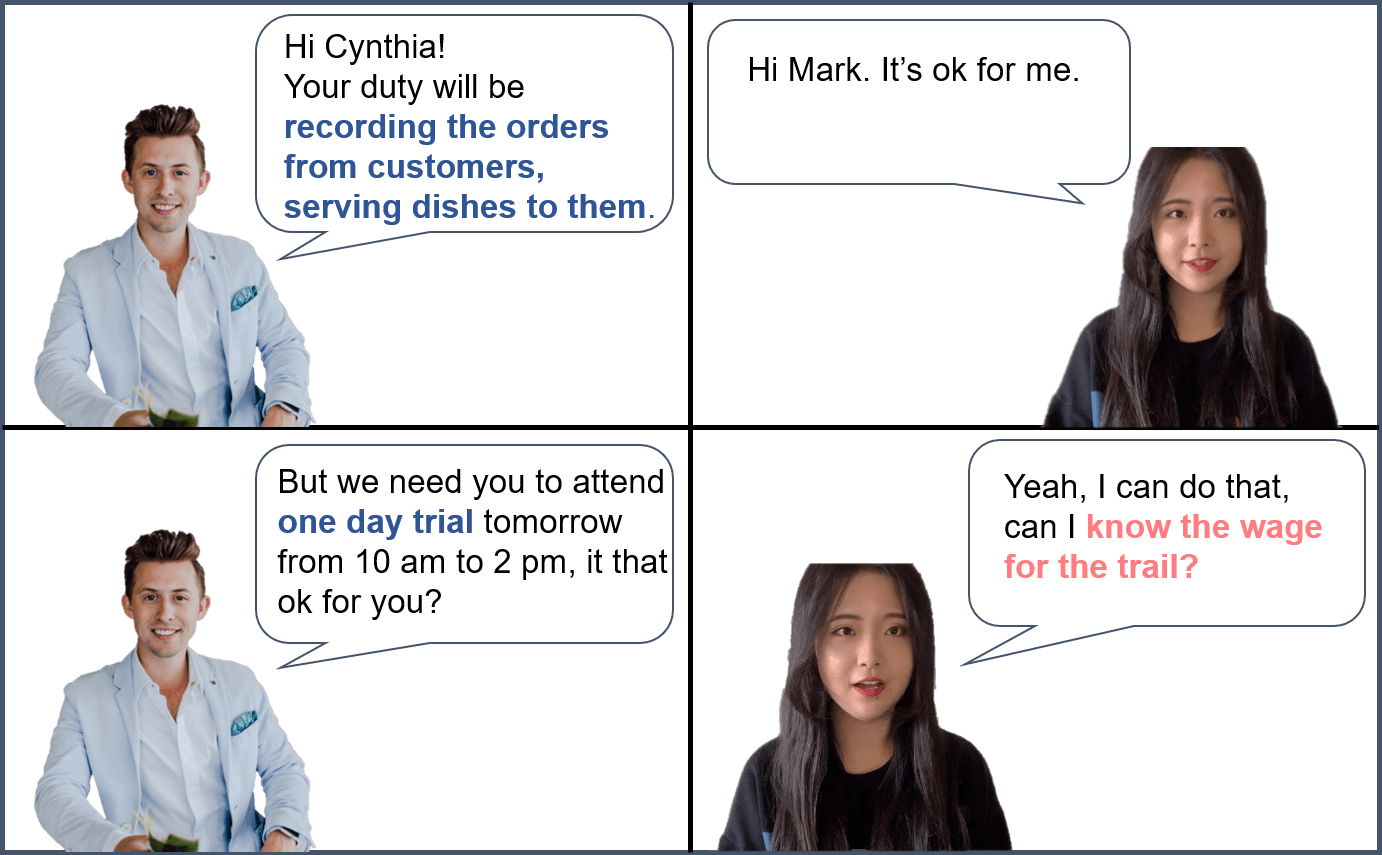 Hi Cynthia!
Your duty will be
recording the orders
from customers,
serving dishes to them.
Hi Mark. It’s ok for me.
But we need you to attend
one day trial tomorrow
from 10 am to 2 pm, it that
ok for you?
Yeah, I can do that,
can I know the wage
for the trail?